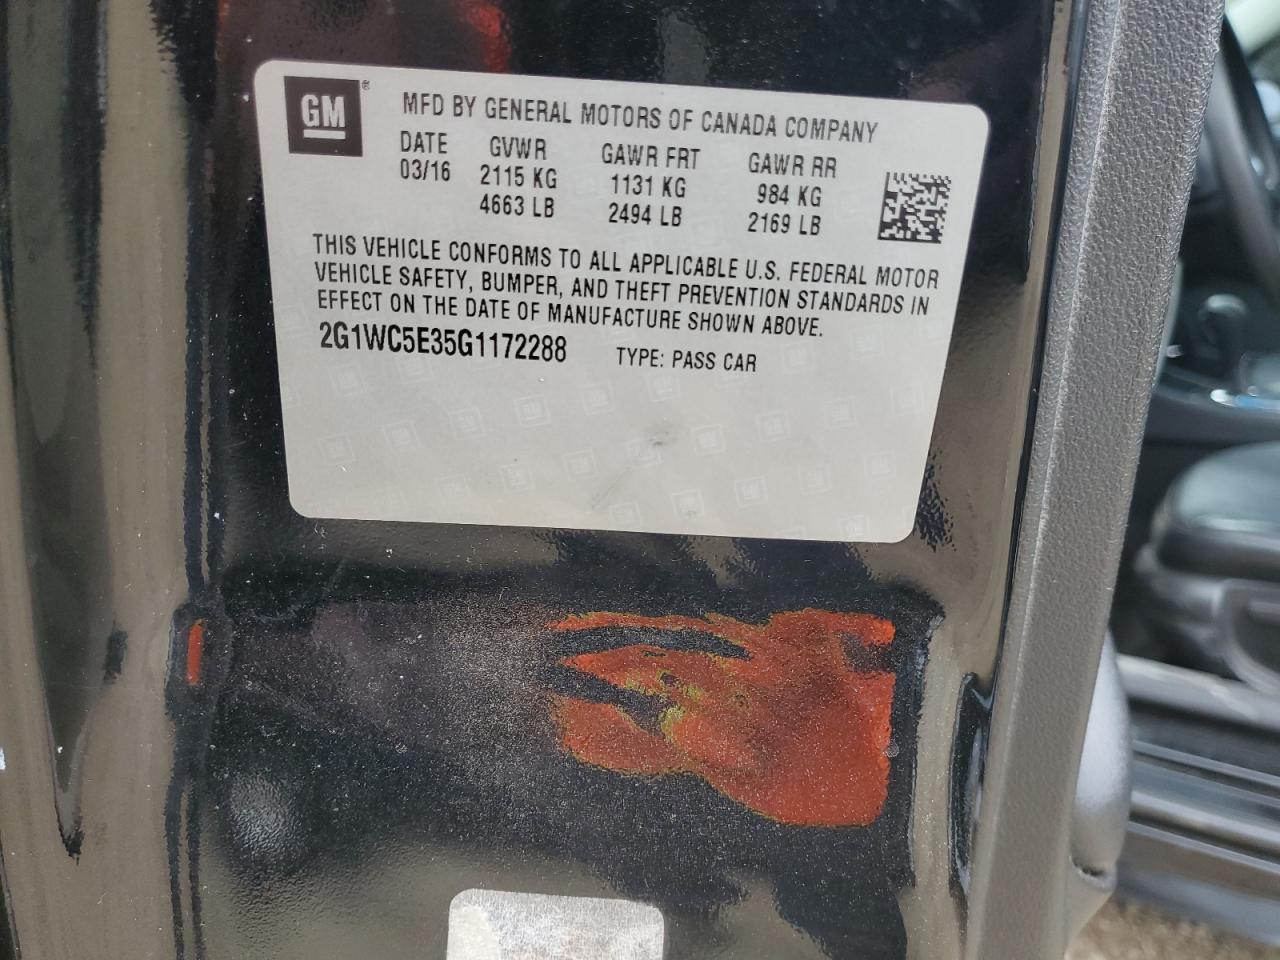 GM ®
MFD BY GENERAL MOTORS OF CANADA COMPANY
DATE GVWR GAWR FRT GAWR RR
03/16 2115 KG 1131 KG 984 KG
4663 LB 2494 LB 2169 LB
THIS VEHICLE CONFORMS TO ALL APPLICABLE U.S. FEDERAL MOTOR
VEHICLE SAFETY, BUMPER, AND THEFT PREVENTION STANDARDS IN
EFFECT ON THE DATE OF MANUFACTURE SHOWN ABOVE.
2G1WC5E35G1172288 TYPE: PASS CAR